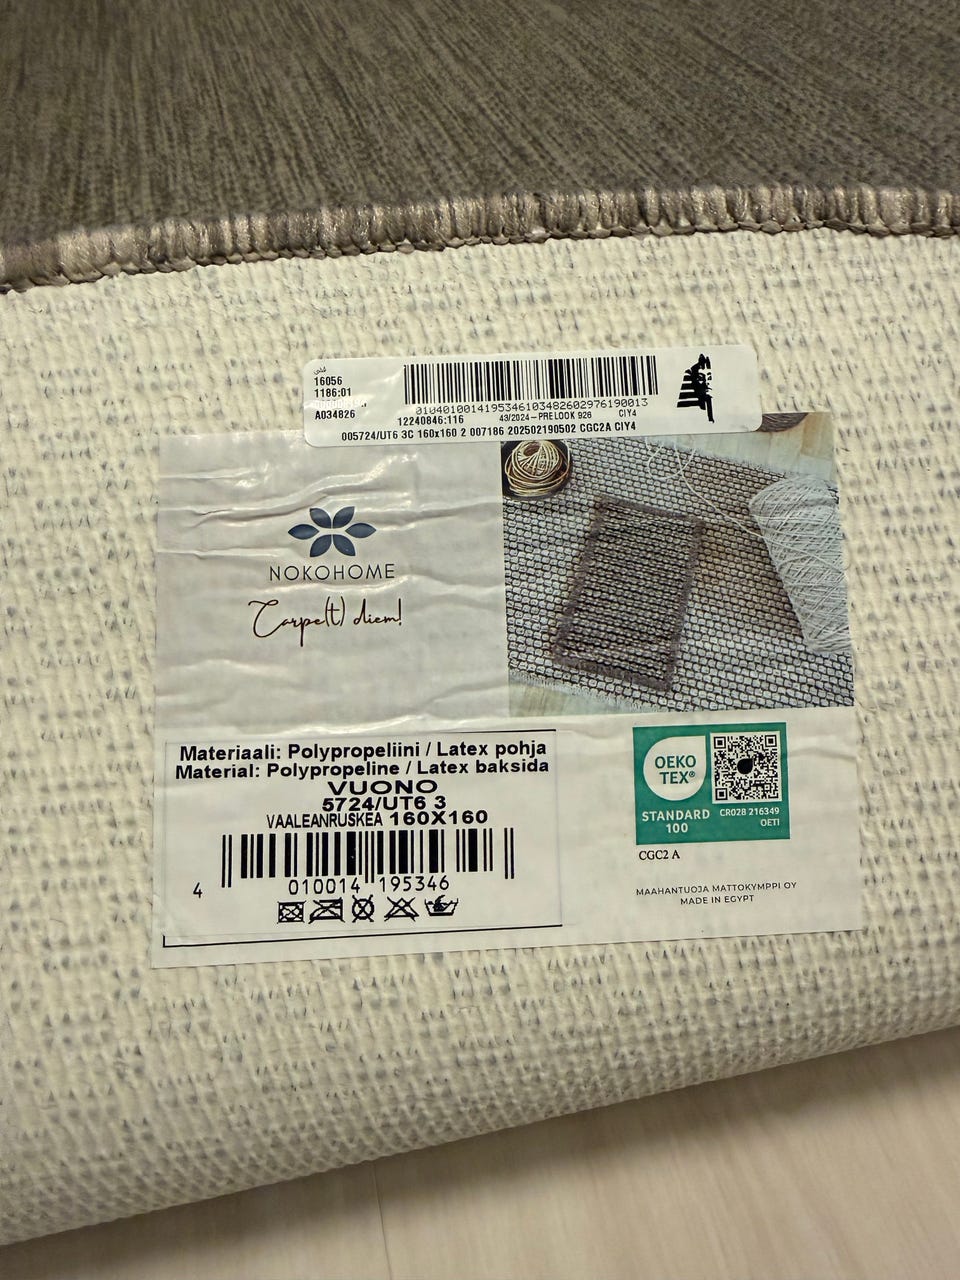 16056
1186:01
A034826
0104010014195346103482602976190013
12240846:116
43/2024-PRELOOK 926
CIY4
005724/UT6 3C 160x160 2 007186 202502190502 CGC2A CIY4
NOKOHOME
Carpe(t) diem!
Materiaali: Polypropeliini / Latex pohja
Material: Polypropeline / Latex baksida
VUONO
5724/UT6 3
VAALEANRUSKEA 160X160
4 010014 195346
OEKO
TEX®
STANDARD
100
CR028 216349
OETI
CGC2 A
MAAHANTUOJA MATTOKYMPPI OY
MADE IN EGYPT